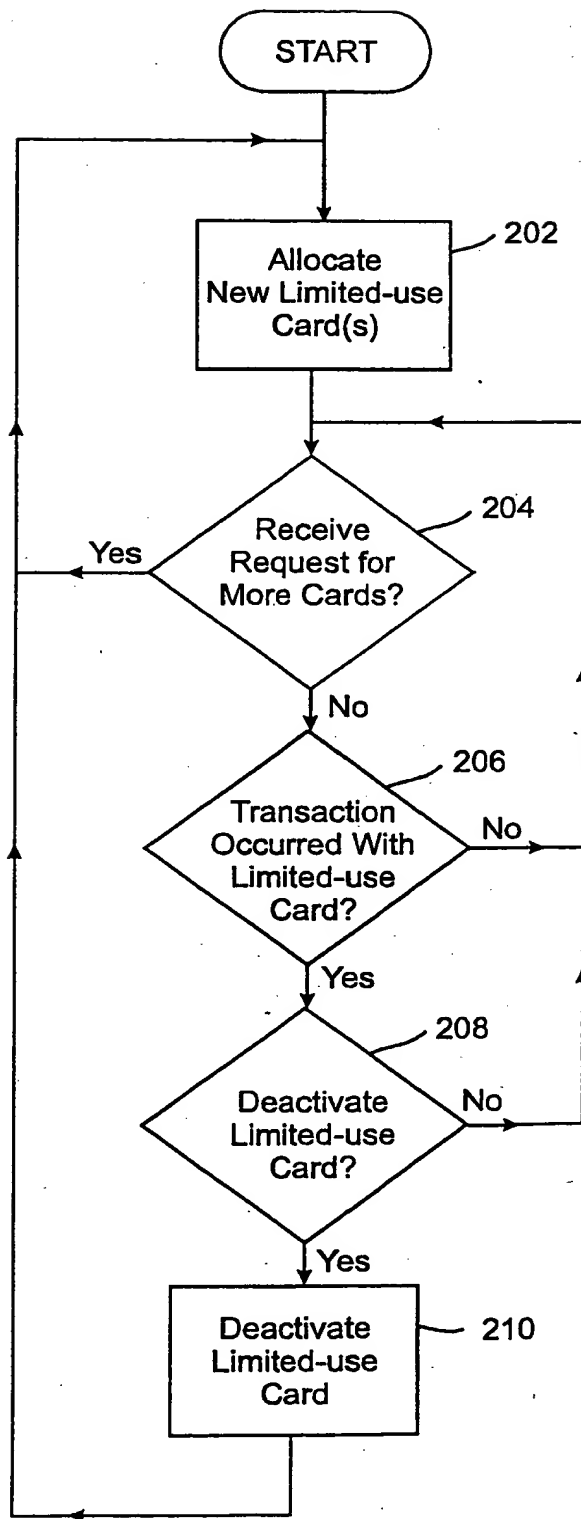 START
202
Allocate
New Limited-use
Card(s)
204
Receive
Request for
More Cards?
Yes
No
206
Transaction
Occurred With
Limited-use
Card?
No
Yes
208
Deactivate
Limited-use
Card?
No
Yes
Deactivate
Limited-use
Card
210